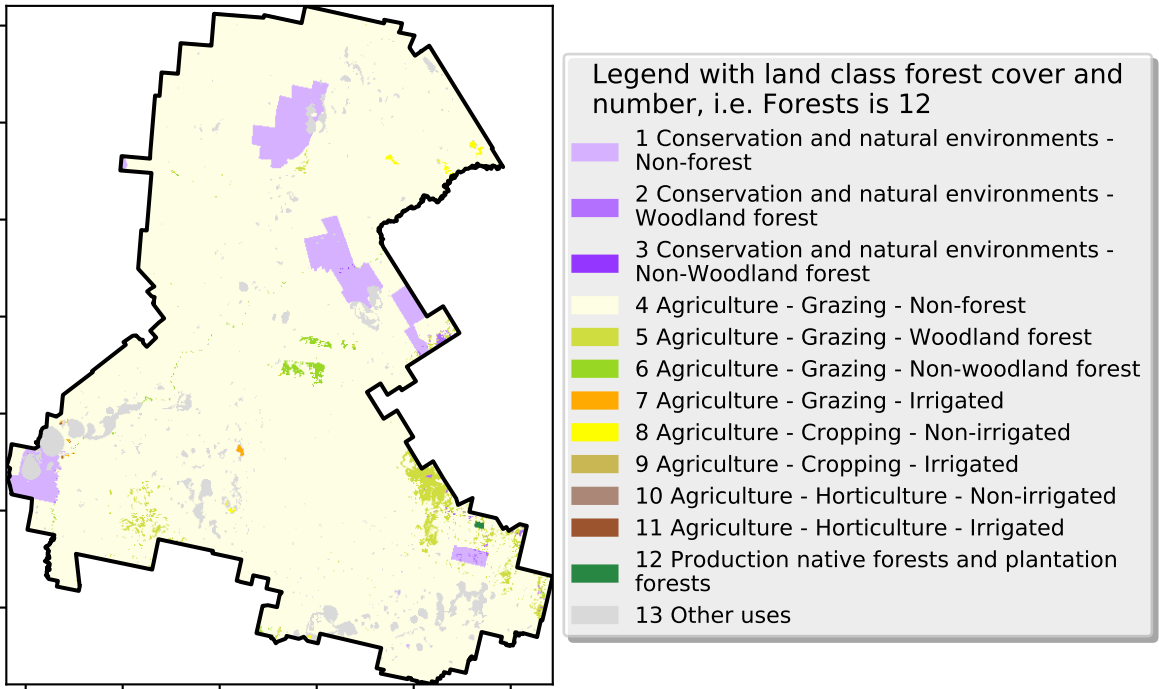 Legend with land class forest cover and
number, i.e. Forests is 12
1 Conservation and natural environments -
Non-forest
2 Conservation and natural environments -
Woodland forest
3 Conservation and natural environments -
Non-Woodland forest
4 Agriculture - Grazing - Non-forest
5 Agriculture - Grazing - Woodland forest
6 Agriculture - Grazing - Non-woodland forest
7 Agriculture - Grazing - Irrigated
8 Agriculture - Cropping - Non-irrigated
9 Agriculture - Cropping - Irrigated
10 Agriculture - Horticulture - Non-irrigated
11 Agriculture - Horticulture - Irrigated
12 Production native forests and plantation
forests
13 Other uses